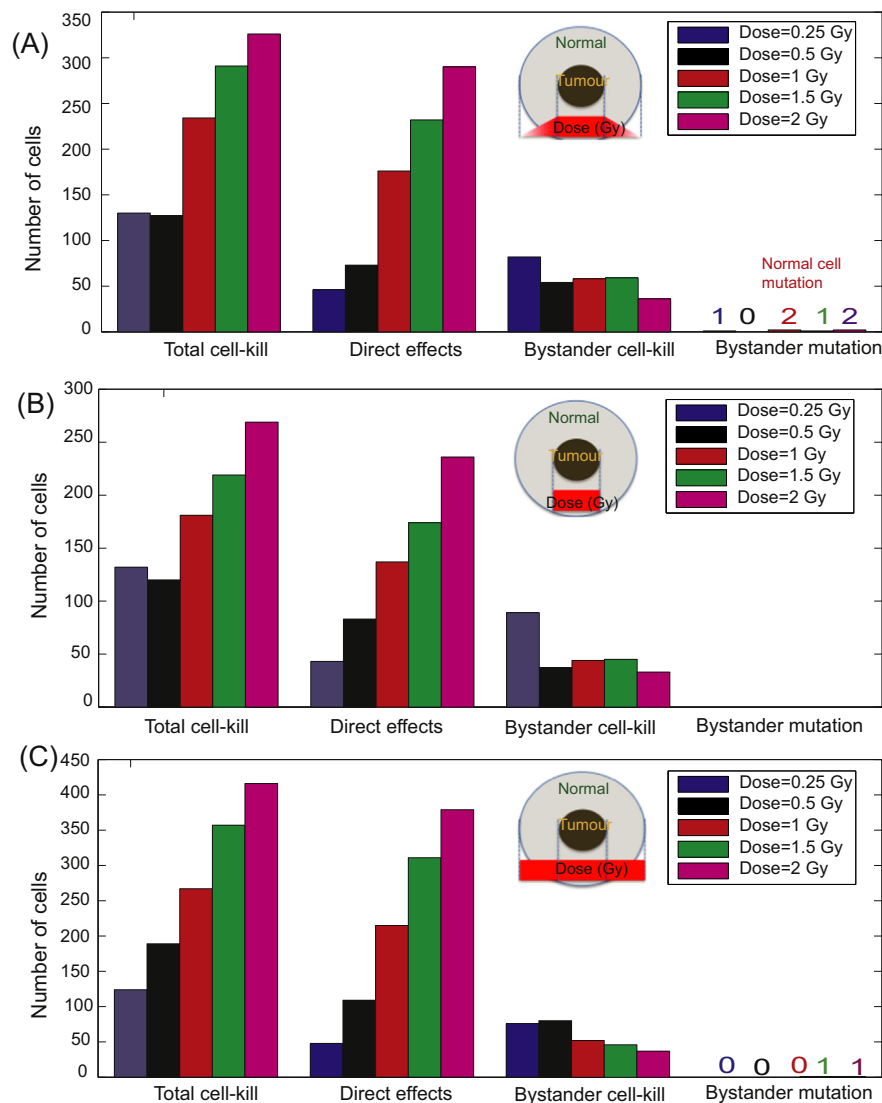 (A)
350
300
250
200
150
100
50
0
Number of cells
Normal
Tumour
Dose (Gy)
Dose=0.25 Gy
Dose=0.5 Gy
Dose=1 Gy
Dose=1.5 Gy
Dose=2 Gy
Normal cell
mutation
1 0 2 1 2
Total cell-kill Direct effects Bystander cell-kill Bystander mutation
(B)
300
250
200
150
100
50
0
Number of cells
Normal
Tumour
Dose (Gy)
Dose=0.25 Gy
Dose=0.5 Gy
Dose=1 Gy
Dose=1.5 Gy
Dose=2 Gy
Total cell-kill Direct effects Bystander cell-kill Bystander mutation
(C)
450
400
350
300
250
200
150
100
50
0
Number of cells
Normal
Tumour
Dose (Gy)
Dose=0.25 Gy
Dose=0.5 Gy
Dose=1 Gy
Dose=1.5 Gy
Dose=2 Gy
0 0 0 1 1
Total cell-kill Direct effects Bystander cell-kill Bystander mutation